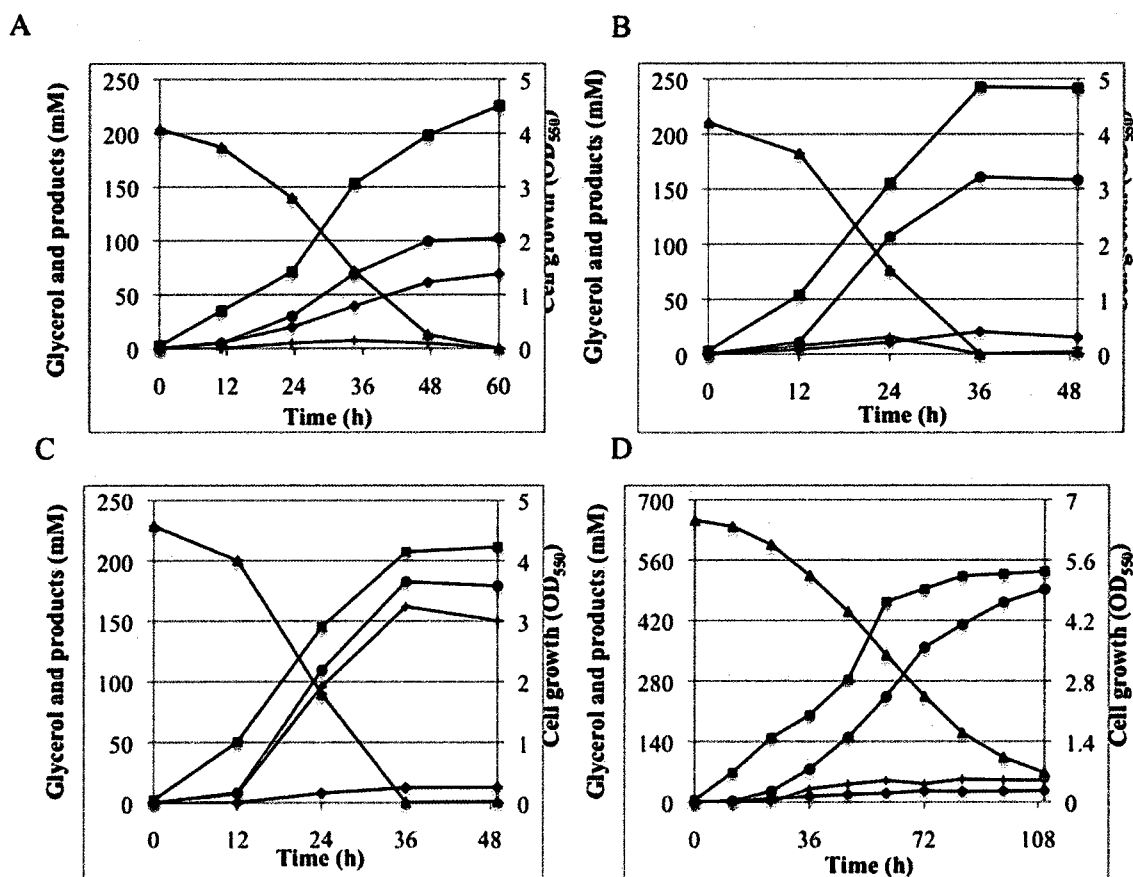 A
Glycerol and products (mM)
250
200
150
100
50
0
5
4
3
2
1
0
Cell growth (OD550)
0 12 24 36 48 60
Time (h)
B
Glycerol and products (mM)
250
200
150
100
50
0
5
4
3
2
1
0
0 12 24 36 48
Time (h)
C
Glycerol and products (mM)
250
200
150
100
50
0
5
4
3
2
1
0
Cell growth (OD550)
0 12 24 36 48
Time (h)
D
Glycerol and products (mM)
700
560
420
280
140
0
7
5.6
4.2
2.8
1.4
0
Cell growth (OD550)
0 36 72 108
Time (h)